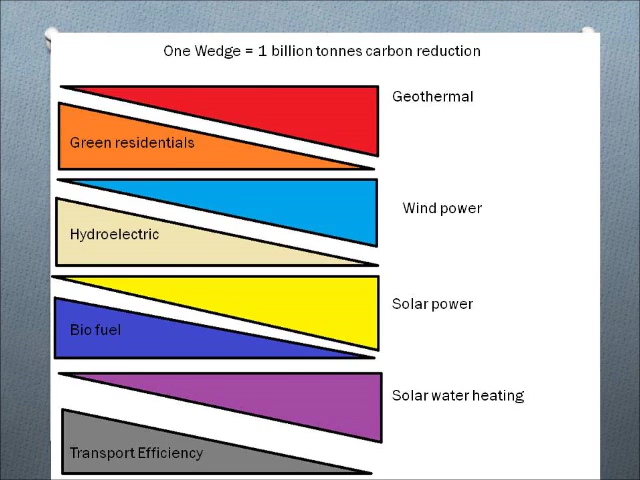 One Wedge = 1 billion tonnes carbon reduction
Geothermal
Green residentials
Wind power
Hydroelectric
Solar power
Bio fuel
Solar water heating
Transport Efficiency